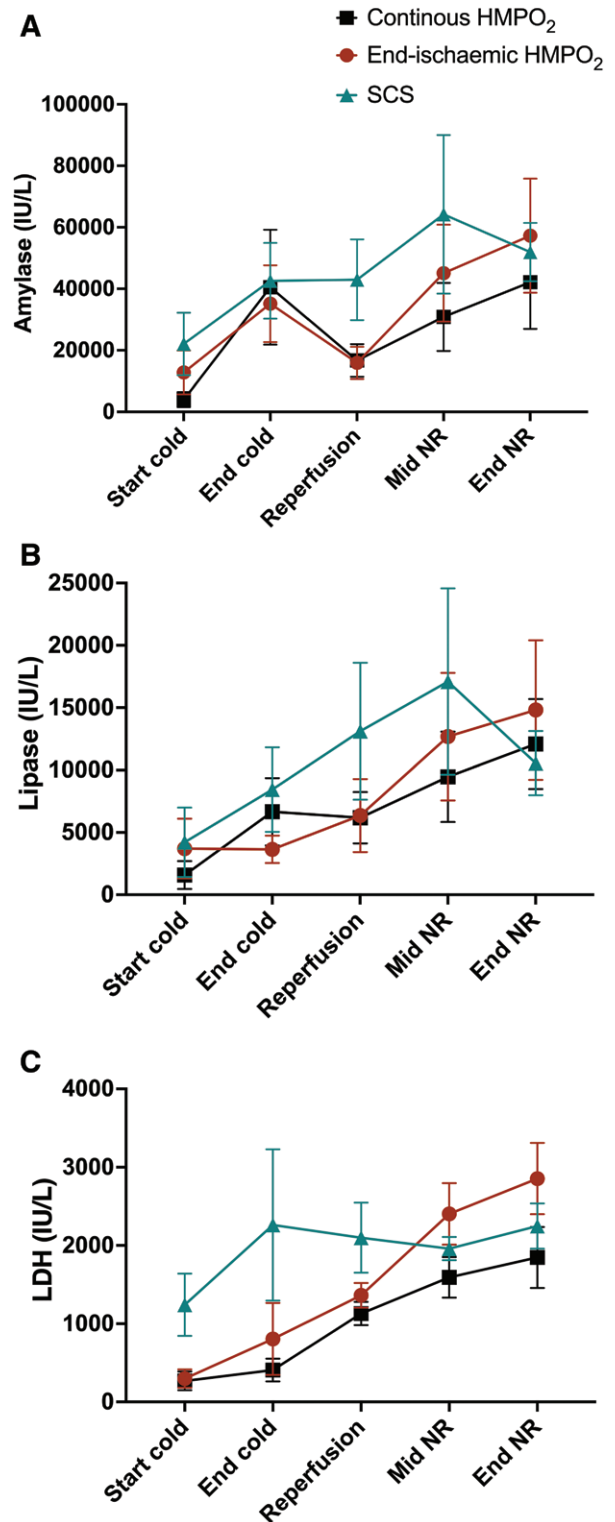 A
Continous HMPO₂
End-ischaemic HMPO₂
SCS
Amylase (IU/L)
100000
80000
60000
40000
20000
0
Start cold
End cold
Reperfusion
Mid NR
End NR
B
Lipase (IU/L)
25000
20000
15000
10000
5000
0
Start cold
End cold
Reperfusion
Mid NR
End NR
C
LDH (IU/L)
4000
3000
2000
1000
0
Start cold
End cold
Reperfusion
Mid NR
End NR